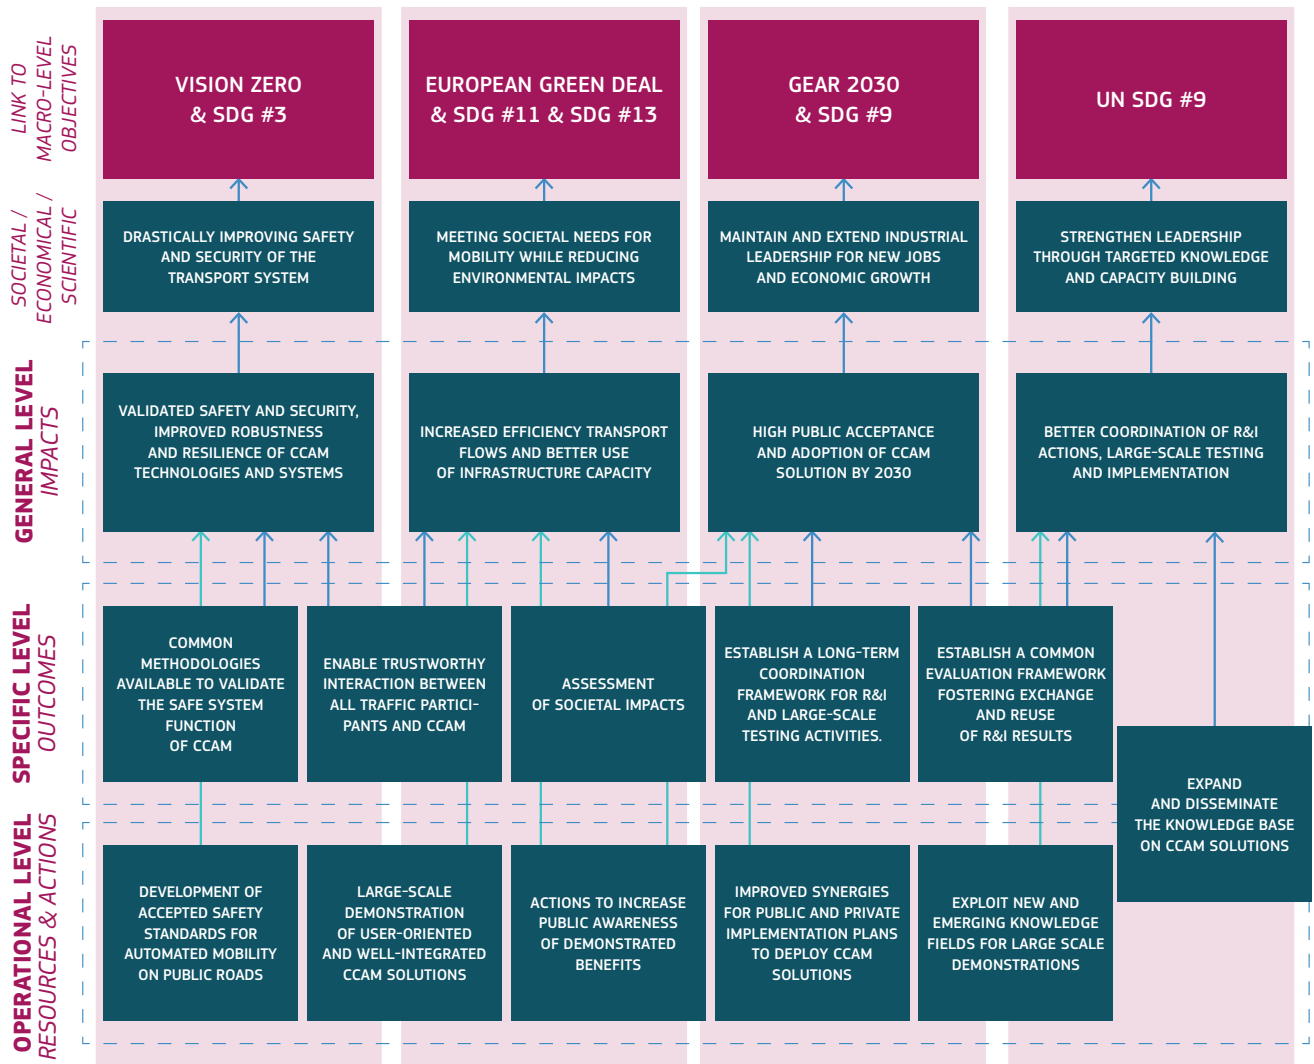 LINK TO
MACRO-LEVEL
OBJECTIVES
VISION ZERO
& SDG #3
EUROPEAN GREEN DEAL
& SDG #11 & SDG #13
GEAR 2030
& SDG #9
UN SDG #9
SOCIETAL /
ECONOMICAL /
SCIENTIFIC
DRASTICALLY IMPROVING SAFETY
AND SECURITY OF THE
TRANSPORT SYSTEM
MEETING SOCIETAL NEEDS FOR
MOBILITY WHILE REDUCING
ENVIRONMENTAL IMPACTS
MAINTAIN AND EXTEND INDUSTRIAL
LEADERSHIP FOR NEW JOBS
AND ECONOMIC GROWTH
STRENGTHEN LEADERSHIP
THROUGH TARGETED KNOWLEDGE
AND CAPACITY BUILDING
GENERAL LEVEL
IMPACTS
VALIDATED SAFETY AND SECURITY,
IMPROVED ROBUSTNESS
AND RESILIENCE OF CCAM
TECHNOLOGIES AND SYSTEMS
INCREASED EFFICIENCY TRANSPORT
FLOWS AND BETTER USE
OF INFRASTRUCTURE CAPACITY
HIGH PUBLIC ACCEPTANCE
AND ADOPTION OF CCAM
SOLUTION BY 2030
BETTER COORDINATION OF R&I
ACTIONS, LARGE-SCALE TESTING
AND IMPLEMENTATION
SPECIFIC LEVEL
OUTCOMES
COMMON
METHODOLOGIES
AVAILABLE TO VALIDATE
THE SAFE SYSTEM
FUNCTION
OF CCAM
ENABLE TRUSTWORTHY
INTERACTION BETWEEN
ALL TRAFFIC PARTICI-
PANTS AND CCAM
ASSESSMENT
OF SOCIETAL IMPACTS
ESTABLISH A LONG-TERM
COORDINATION
FRAMEWORK FOR R&I
AND LARGE-SCALE
TESTING ACTIVITIES.
ESTABLISH A COMMON
EVALUATION FRAMEWORK
FOSTERING EXCHANGE
AND REUSE
OF R&I RESULTS
EXPAND
AND DISSEMINATE
THE KNOWLEDGE BASE
ON CCAM SOLUTIONS
OPERATIONAL LEVEL
RESOURCES & ACTIONS
DEVELOPMENT OF
ACCEPTED SAFETY
STANDARDS FOR
AUTOMATED MOBILITY
ON PUBLIC ROADS
LARGE-SCALE
DEMONSTRATION
OF USER-ORIENTED
AND WELL-INTEGRATED
CCAM SOLUTIONS
ACTIONS TO INCREASE
PUBLIC AWARENESS
OF DEMONSTRATED
BENEFITS
IMPROVED SYNERGIES
FOR PUBLIC AND PRIVATE
IMPLEMENTATION PLANS
TO DEPLOY CCAM
SOLUTIONS
EXPLOIT NEW AND
EMERGING KNOWLEDGE
FIELDS FOR LARGE SCALE
DEMONSTRATIONS